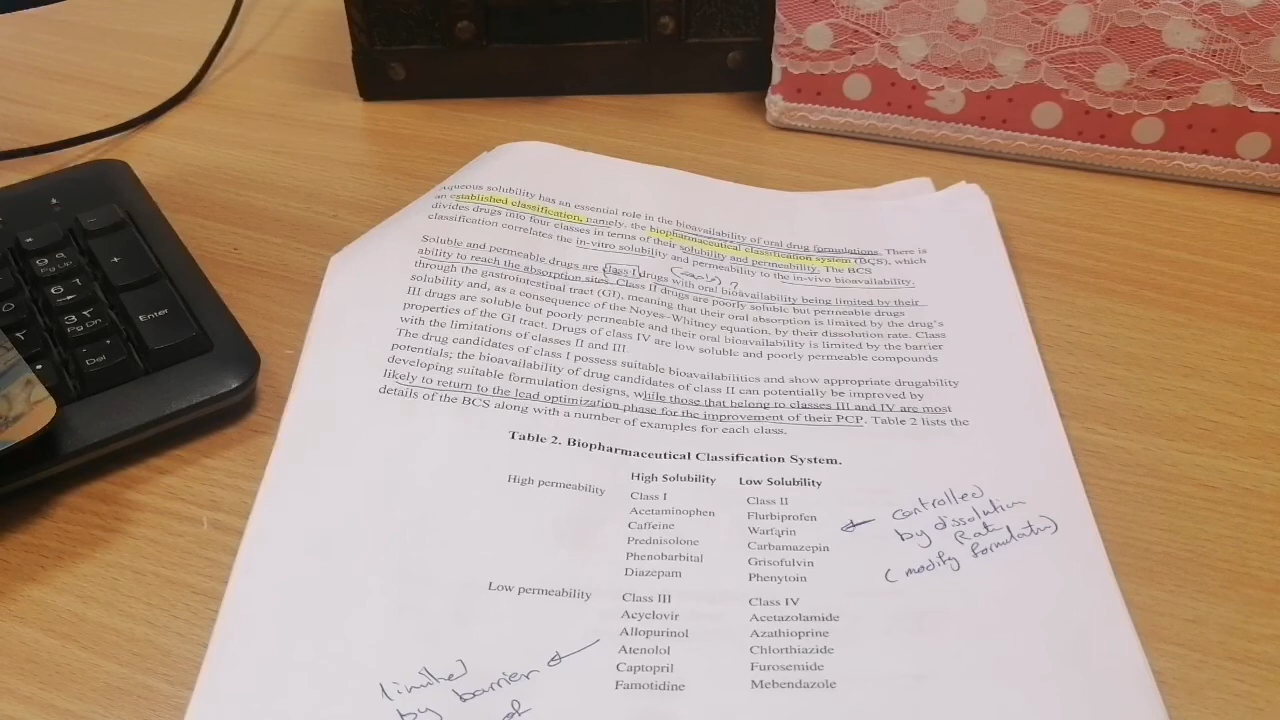 Aqueous solubility has an essential role in the bioavailability of oral drug formulations. There is
an established classification, namely, the biopharmaceutical classification system (BCS), which
divides drugs into four classes in terms of their solubility and permeability. The BCS
classification correlates the in-vitro solubility and permeability to the in-vivo bioavailability.
Soluble and permeable drugs are class I drugs with oral bioavailability being limited by their
ability to reach the absorption sites. Class II drugs are poorly soluble but permeable drugs
through the gastrointestinal tract (GI), meaning that their oral absorption is limited by the drug's
solubility and, as a consequence of the Noyes–Whitney equation, by their dissolution rate. Class
III drugs are soluble but poorly permeable and their oral bioavailability is limited by the barrier
properties of the GI tract. Drugs of class IV are low soluble and poorly permeable compounds
with the limitations of classes II and III.
The drug candidates of class I possess suitable bioavailabilities and show appropriate drugability
potentials; the bioavailability of drug candidates of class II can potentially be improved by
developing suitable formulation designs, while those that belong to classes III and IV are most
likely to return to the lead optimization phase for the improvement of their PCP. Table 2 lists the
details of the BCS along with a number of examples for each class.
Table 2. Biopharmaceutical Classification System.
High Solubility Low Solubility
High permeability Class I Class II
Acetaminophen Flurbiprofen
Caffeine Warfarin
Prednisolone Carbamazepin
Phenobarbital Grisofulvin
Diazepam Phenytoin
controlled
by dissolution
Rate
(modify formulation)
Low permeability Class III Class IV
Acyclovir Acetazolamide
Allopurinol Azathioprine
Atenolol Chlorthiazide
Captopril Furosemide
Famotidine Mebendazole
limited
by barrier
of
9
Pg Up
+
6
3
Pg Dn
Enter
Del